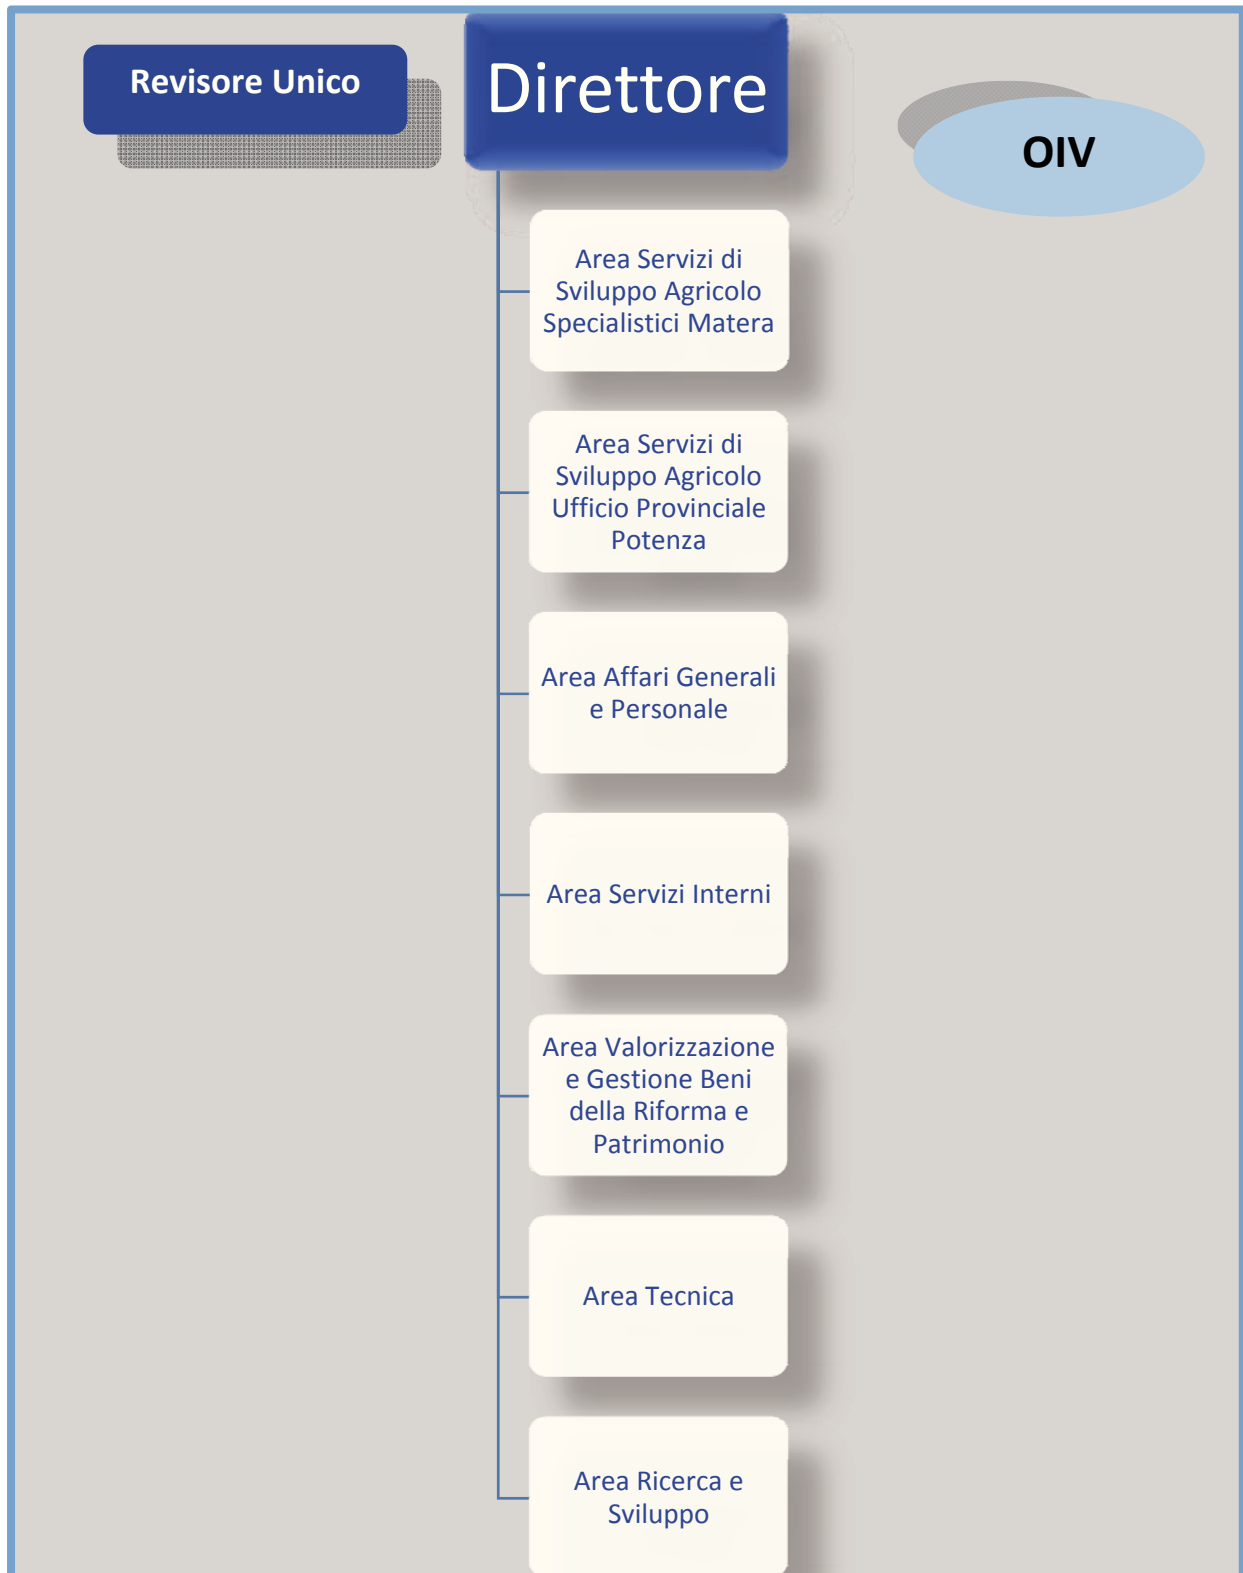 Revisore Unico
Direttore
OIV
Area Servizi di
Sviluppo Agricolo
Specialistici Matera
Area Servizi di
Sviluppo Agricolo
Ufficio Provinciale
Potenza
Area Affari Generali
e Personale
Area Servizi Interni
Area Valorizzazione
e Gestione Beni
della Riforma e
Patrimonio
Area Tecnica
Area Ricerca e
Sviluppo